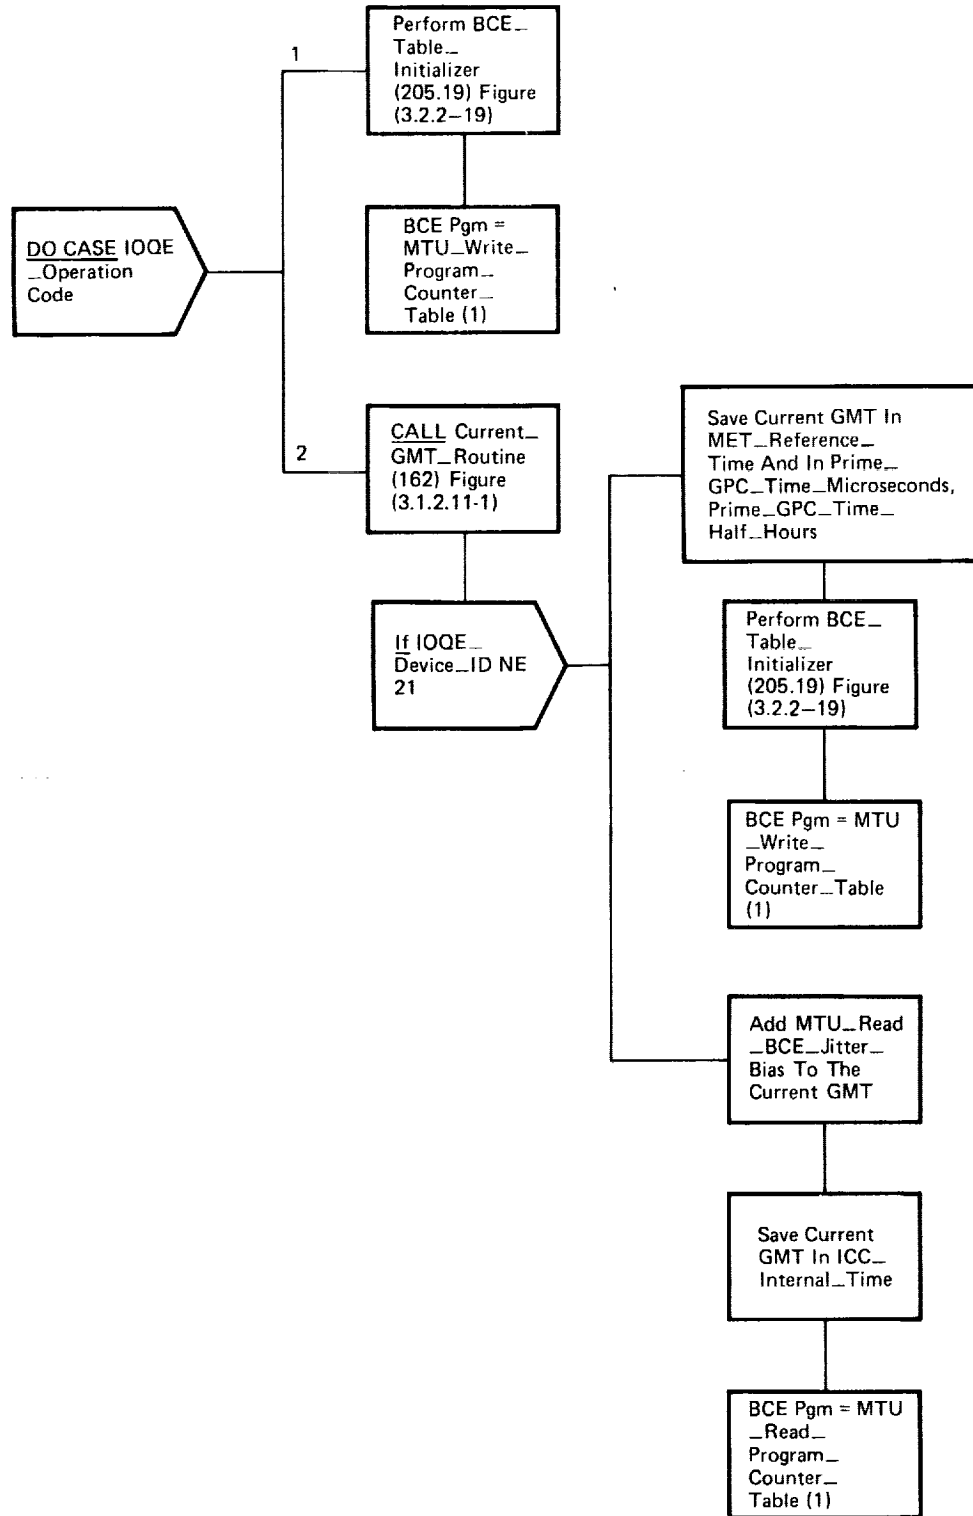 Perform BCE_
Table_
Initializer
(205.19) Figure
(3.2.2–19)
1
BCE Pgm =
MTU_Write_
Program_
Counter_
Table (1)
DO CASE IOQE
_Operation
Code
2
CALL Current_
GMT_Routine
(162) Figure
(3.1.2.11-1)
If IOQE_
Device_ID NE
21
Save Current GMT In
MET_Reference_
Time And In Prime_
GPC_Time_Microseconds,
Prime_GPC_Time_
Half_Hours
Perform BCE_
Table_
Initializer
(205.19) Figure
(3.2.2–19)
BCE Pgm = MTU
_Write_
Program_
Counter_Table
(1)
Add MTU_Read
_BCE_Jitter_
Bias To The
Current GMT
Save Current
GMT In ICC_
Internal_Time
BCE Pgm = MTU
_Read_
Program_
Counter_
Table (1)